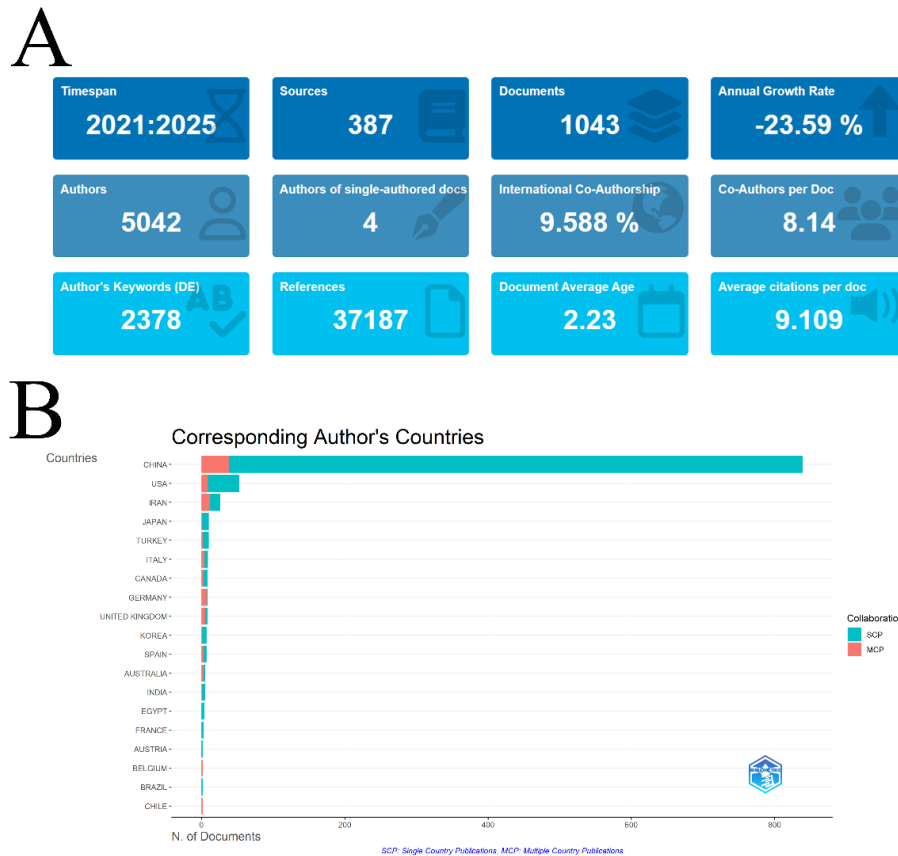 A
Timespan
2021:2025
Sources
387
Documents
1043
Annual Growth Rate
-23.59 %
Authors
5042
Authors of single-authored docs
4
International Co-Authorship
9.588 %
Co-Authors per Doc
8.14
Author's Keywords (DE)
AB
2378
References
37187
Document Average Age
2.23
Average citations per doc
9.109
B
Corresponding Author's Countries
Countries
CHINA
USA
IRAN
JAPAN
TURKEY
ITALY
CANADA
GERMANY
UNITED KINGDOM
KOREA
SPAIN
AUSTRALIA
INDIA
EGYPT
FRANCE
AUSTRIA
BELGIUM
BRAZIL
CHILE
Collaboratio
SCP
MCP
0 200 400 600 800
N. of Documents
SCP: Single Country Publications, MCP: Multiple Country Publications